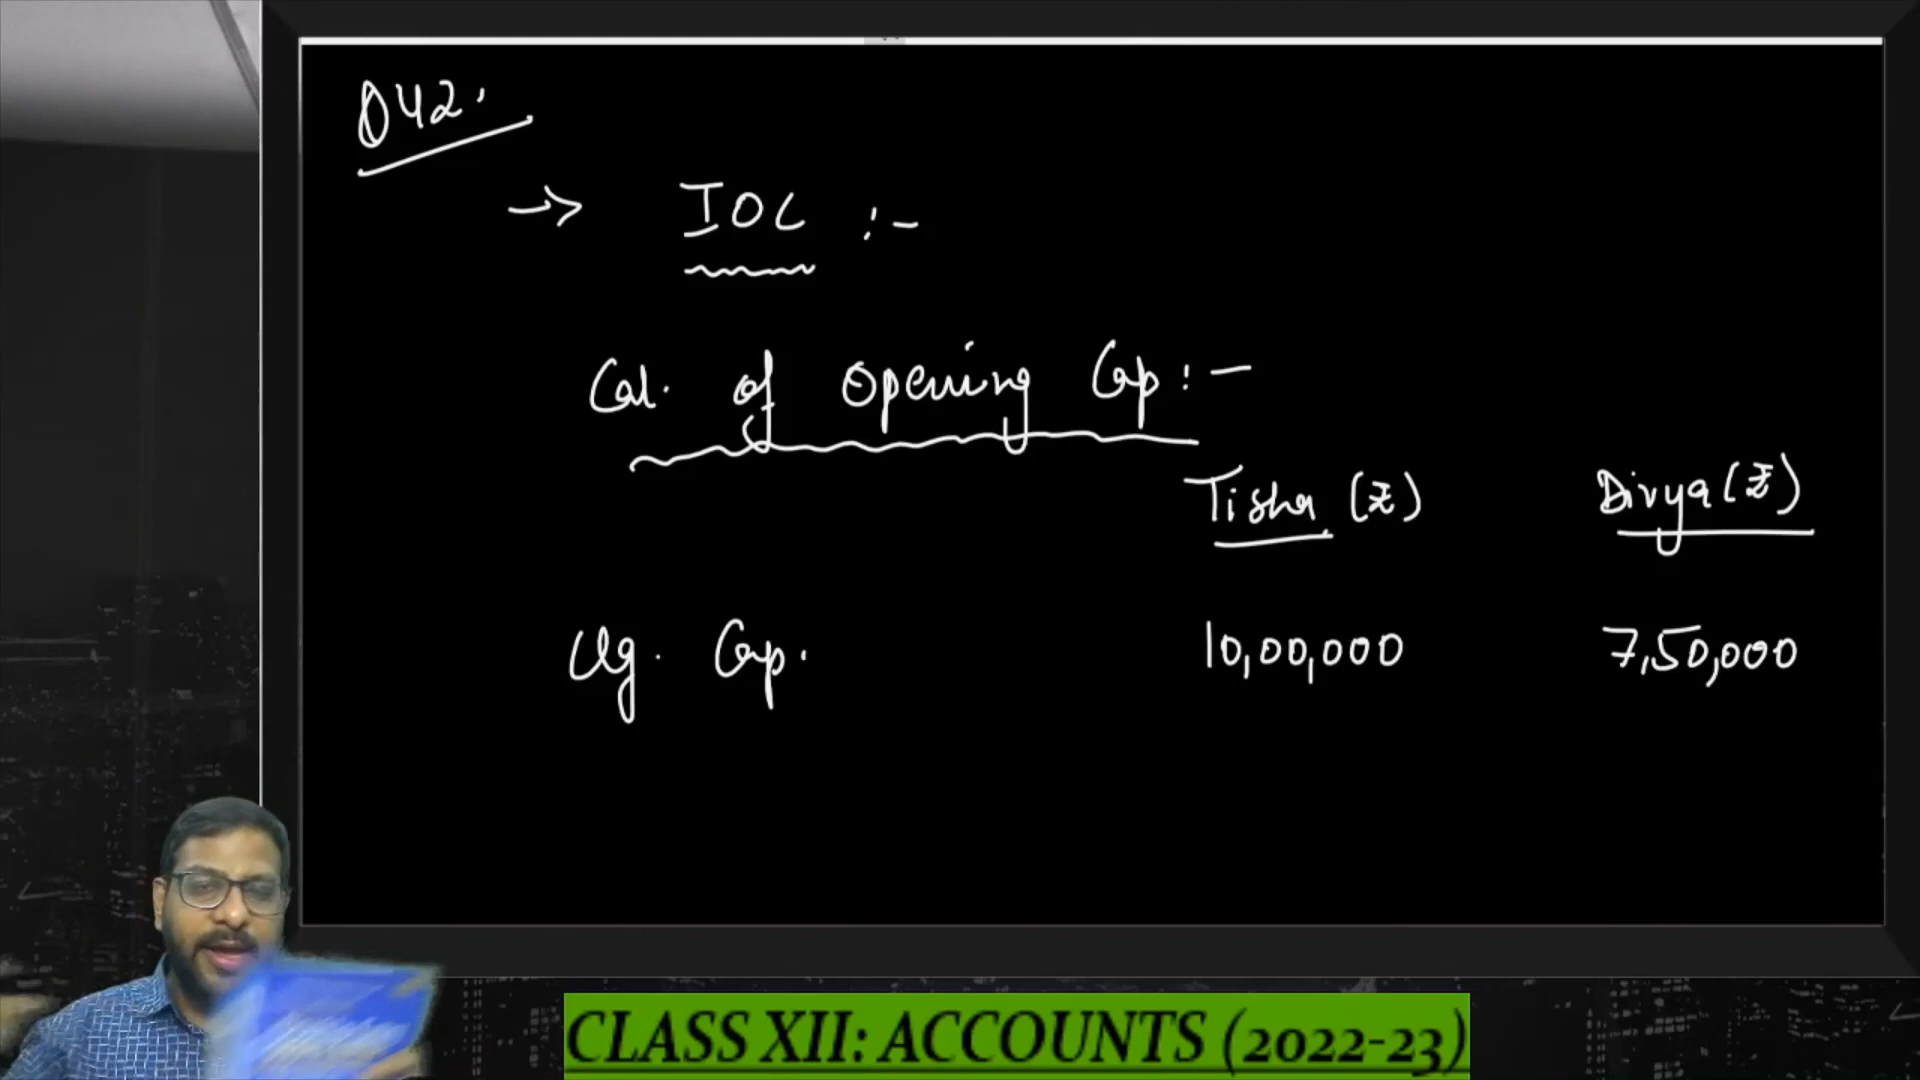 Q42.
→ IOC :-
Cal. of Opening Cap :-
Tisha (₹) Divya (₹)
Clg. Cap. 10,00,000 7,50,000
CLASS XII: ACCOUNTS (2022-23)